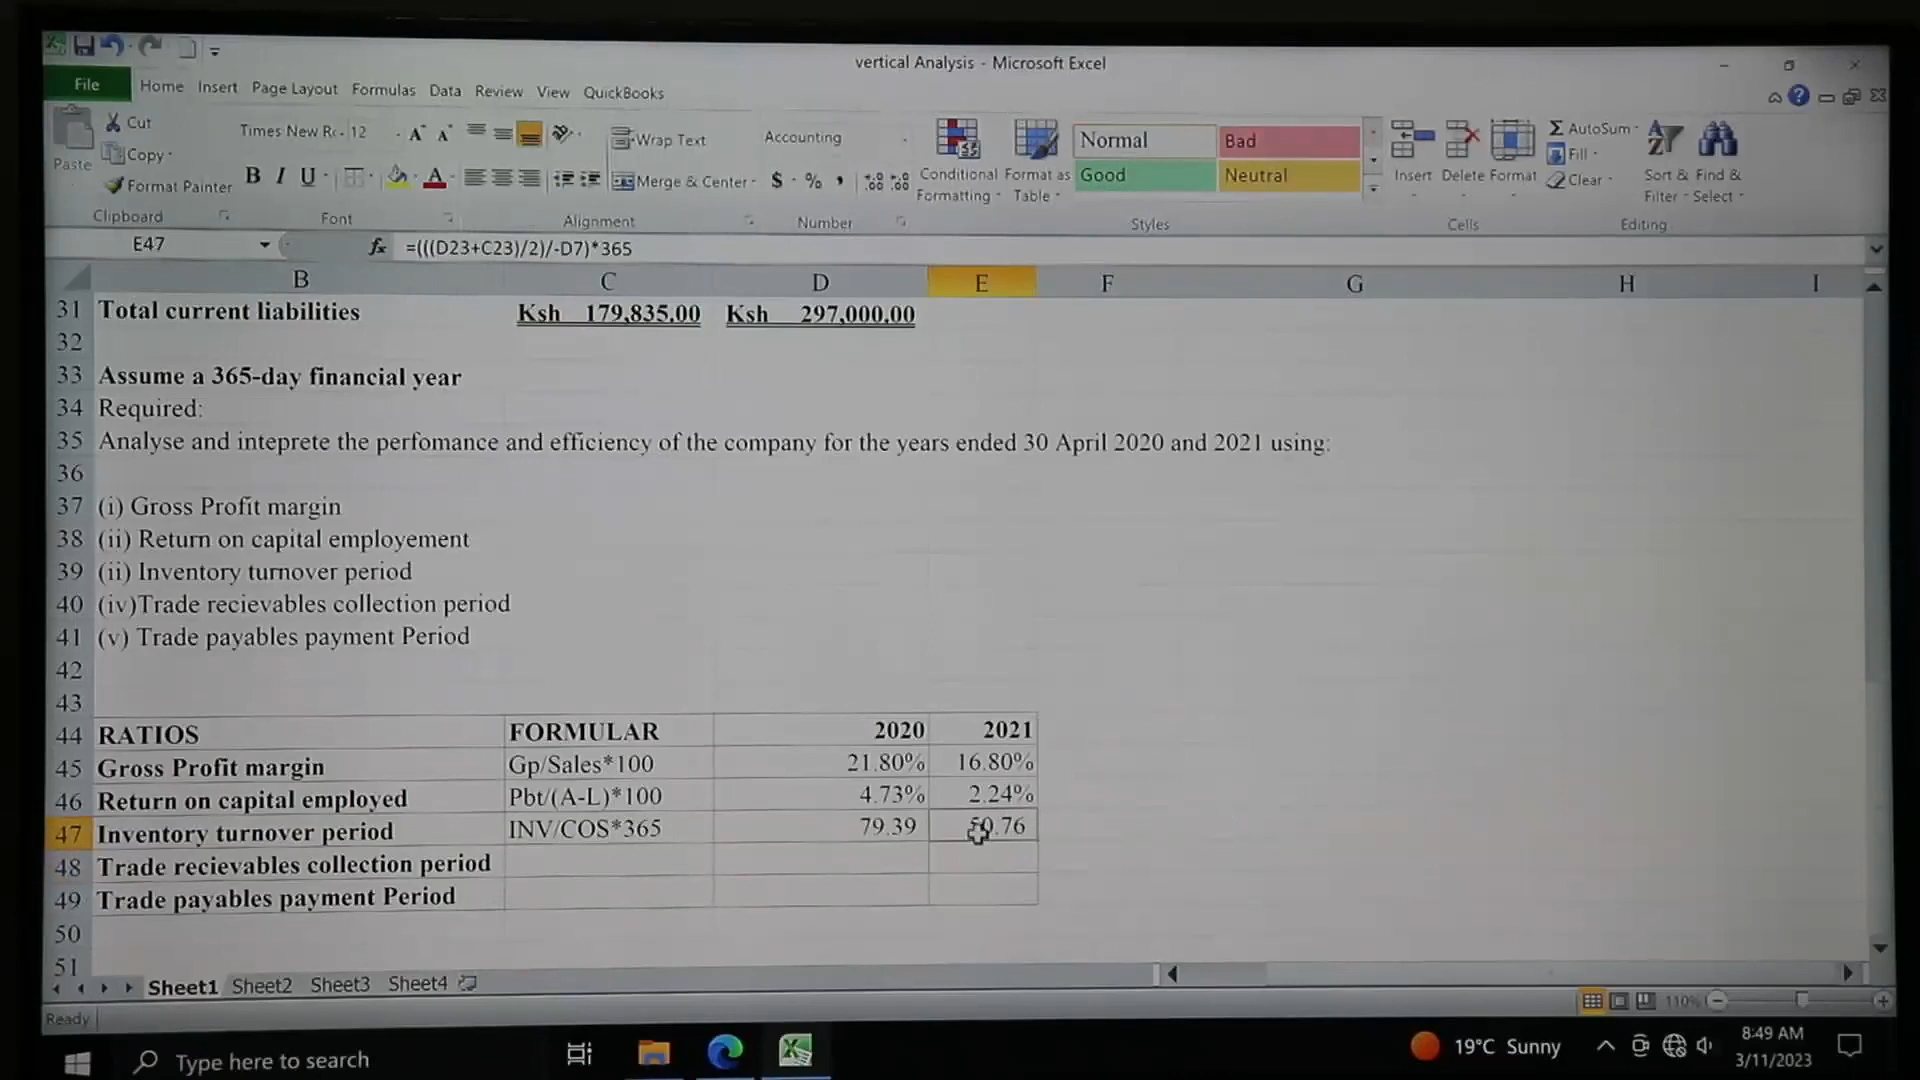 vertical Analysis - Microsoft Excel
File Home Insert Page Layout Formulas Data Review View QuickBooks
Paste
Cut
Copy
Format Painter
Clipboard
Times New Rc 12
B I U
Font
Wrap Text
Merge & Center
Alignment
Accounting
$ % ,
Number
Conditional Formatting
Format as Table
Normal Bad
Good Neutral
Styles
Insert Delete Format
Cells
Σ AutoSum
Fill
Clear
Sort & Filter
Find & Select
Editing
E47 fx =(((D23+C23)/2)/-D7)*365
B C D E F G H I
31 Total current liabilities Ksh 179,835.00 Ksh 297,000.00
32
33 Assume a 365-day financial year
34 Required:
35 Analyse and inteprete the perfomance and efficiency of the company for the years ended 30 April 2020 and 2021 using:
36
37 (i) Gross Profit margin
38 (ii) Return on capital employement
39 (ii) Inventory turnover period
40 (iv)Trade recievables collection period
41 (v) Trade payables payment Period
42
43
44 RATIOS FORMULAR 2020 2021
45 Gross Profit margin Gp/Sales*100 21.80% 16.80%
46 Return on capital employed Pbt/(A-L)*100 4.73% 2.24%
47 Inventory turnover period INV/COS*365 79.39 50.76
48 Trade recievables collection period
49 Trade payables payment Period
50
51
Sheet1 Sheet2 Sheet3 Sheet4
Ready 110%
Type here to search 19°C Sunny 8:49 AM
3/11/2023